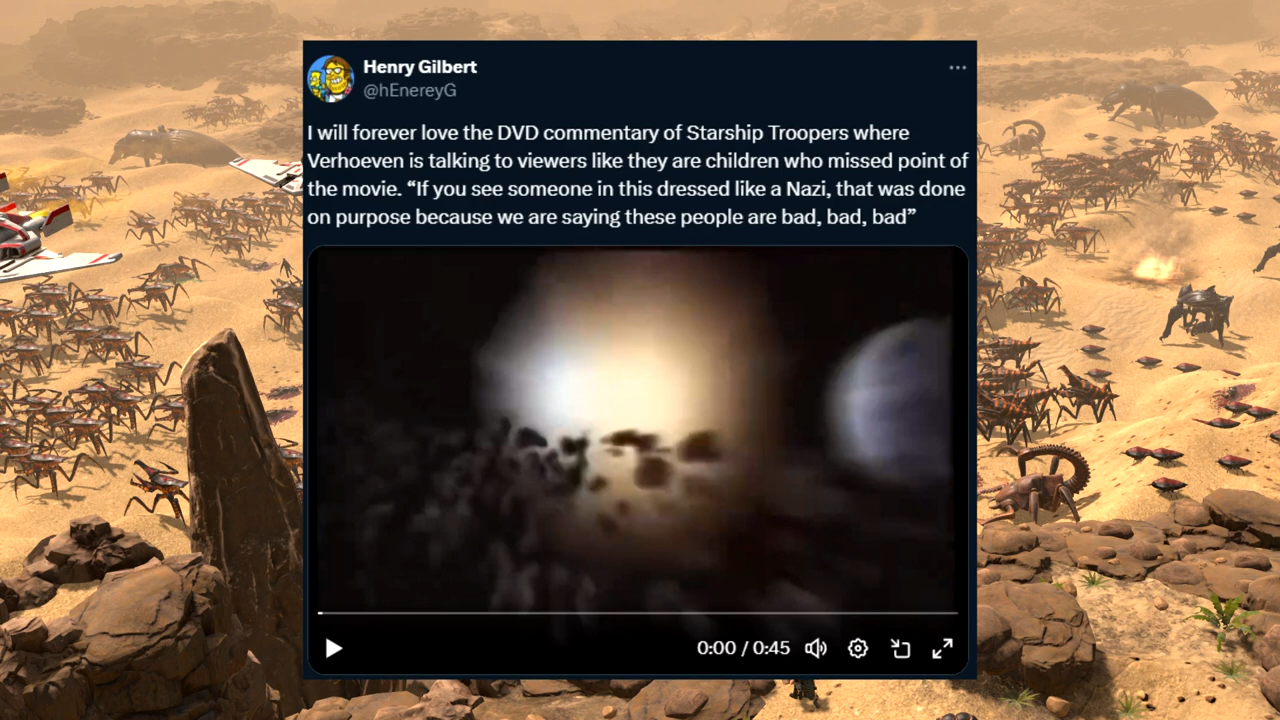 Henry Gilbert
@hEnereyG
I will forever love the DVD commentary of Starship Troopers where
Verhoeven is talking to viewers like they are children who missed point of
the movie. “If you see someone in this dressed like a Nazi, that was done
on purpose because we are saying these people are bad, bad, bad”
0:00 / 0:45